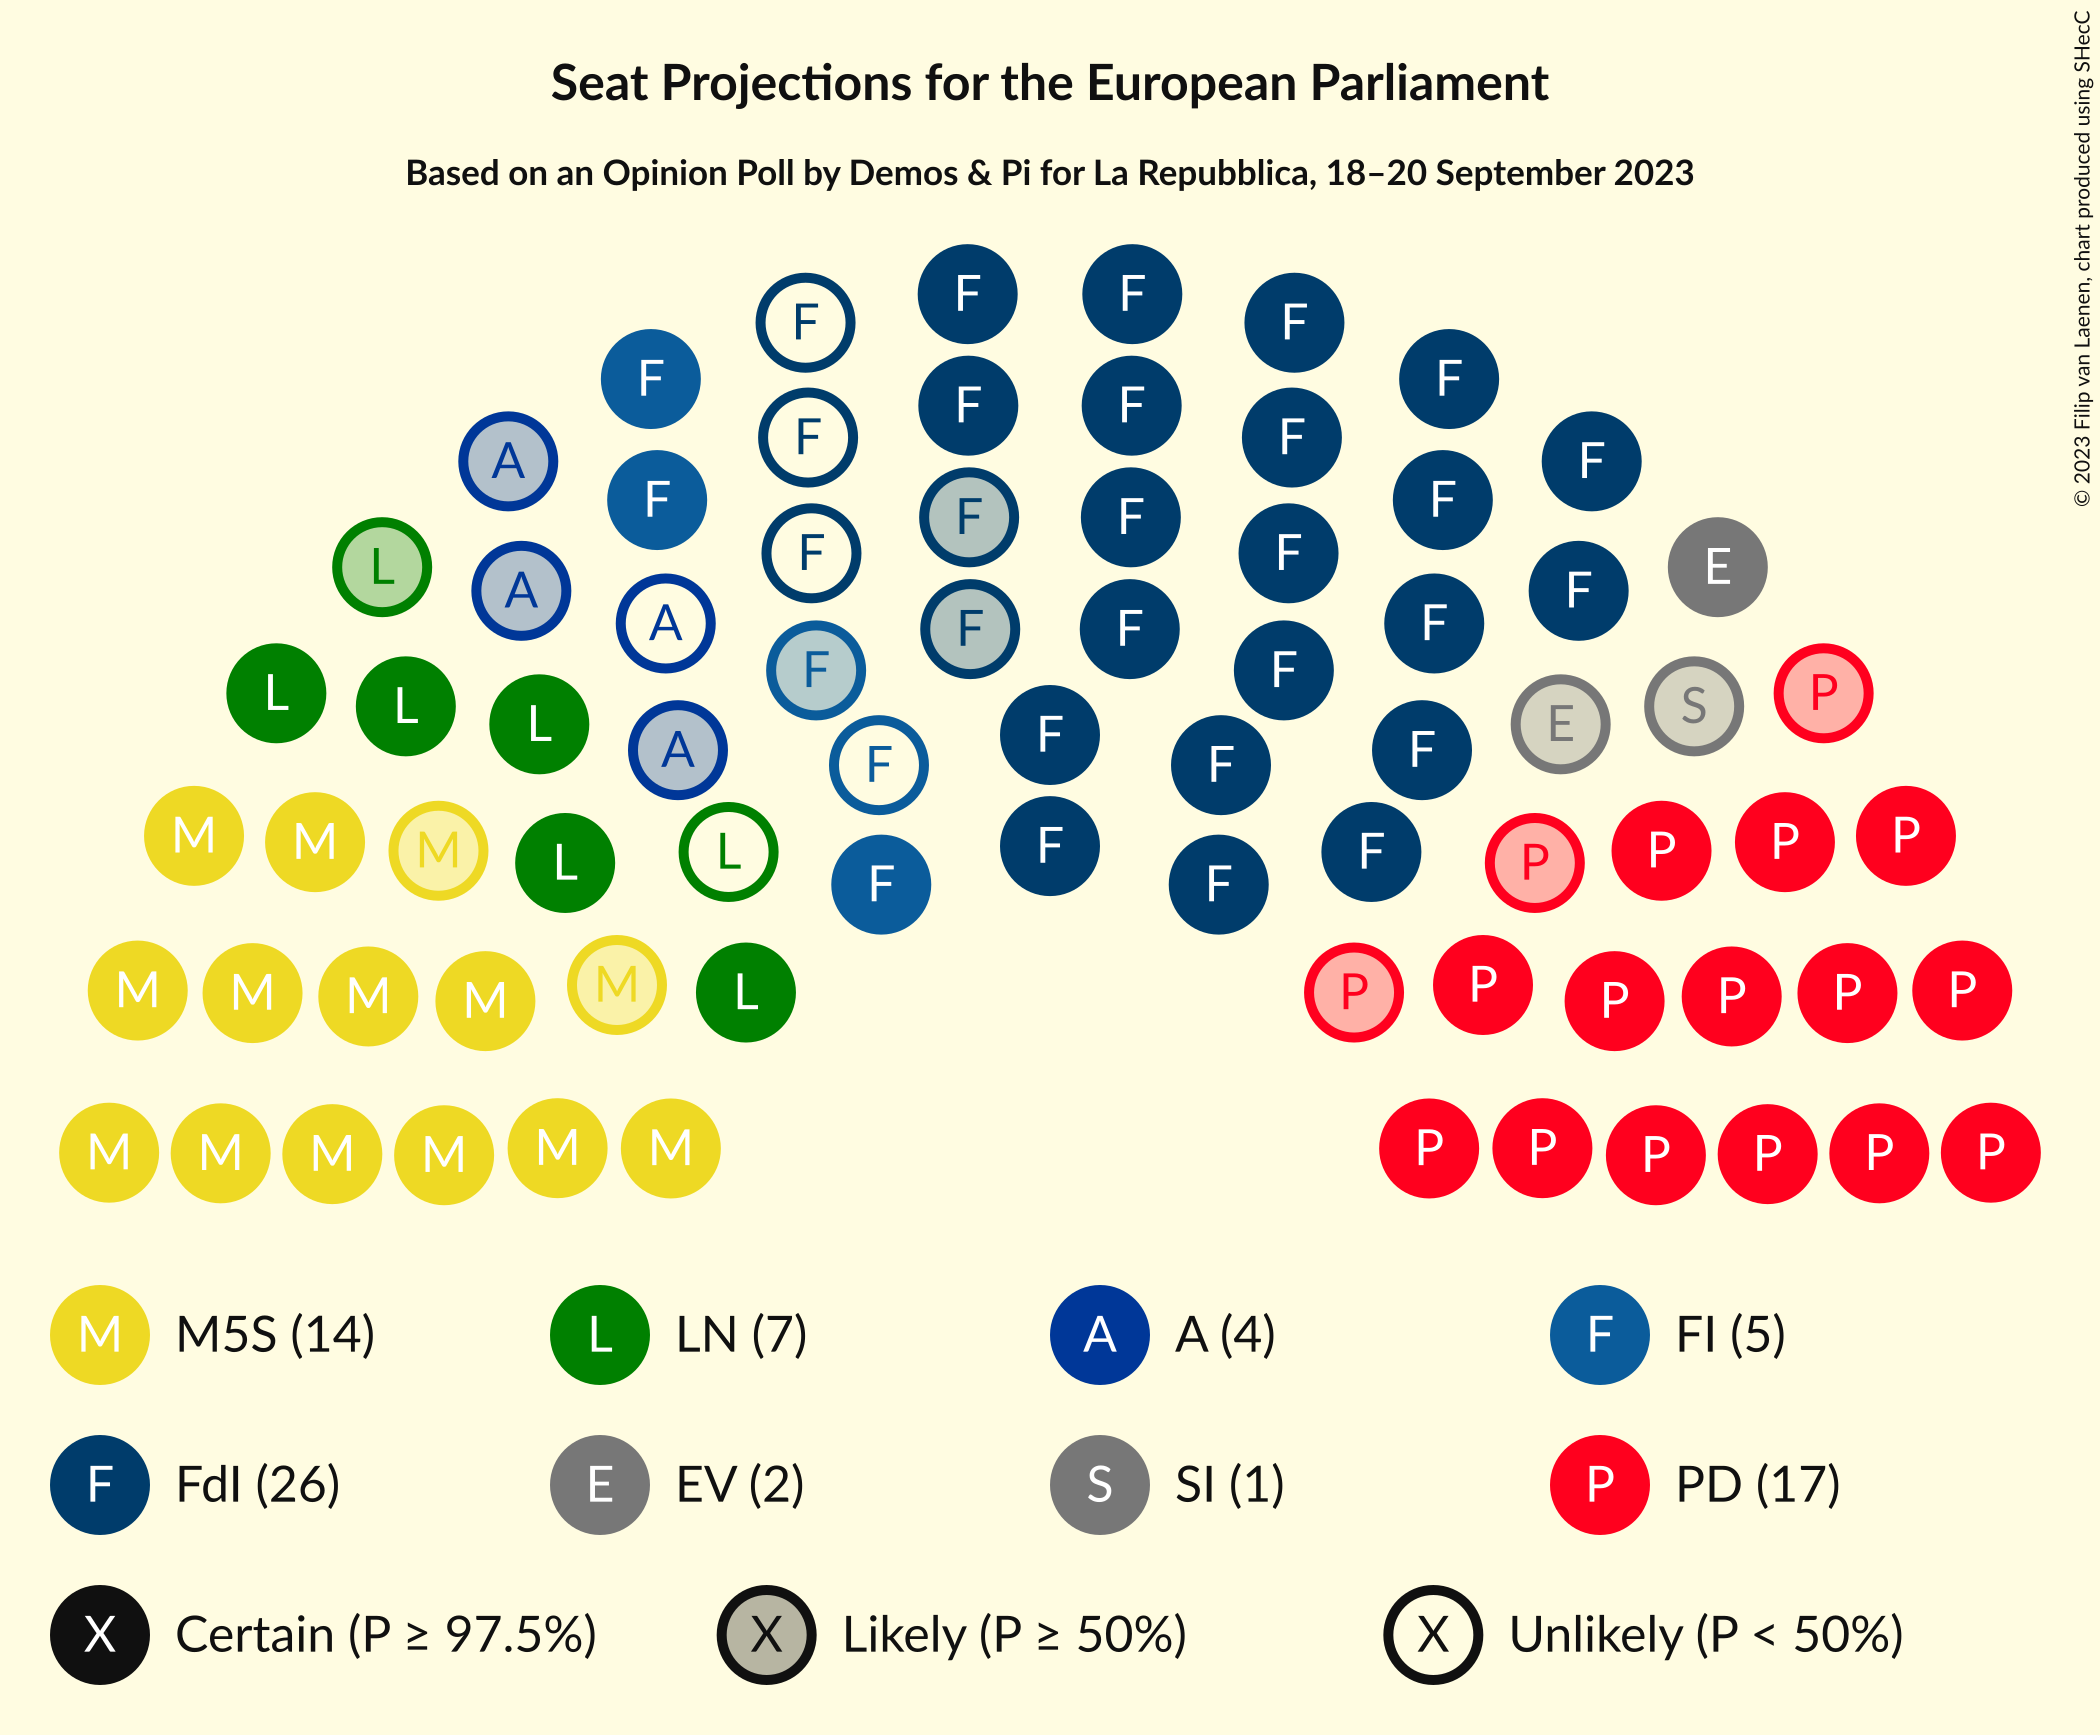 Seat Projections for the European Parliament
Based on an Opinion Poll by Demos & Pi for La Repubblica, 18–20 September 2023
© 2023 Filip van Laenen, chart produced using SHecC
F F F F
F F
F F F
A F F F F
F F
A F F A
L F F E
A A F F
F F F F
L L L A F F F E S P
F F F F
M M M L L F F F F P P P P
M M M M M L P P P P P P
M M M M M M P P P P P P
M M5S (14) L LN (7) A A (4) F FI (5)
F FdI (26) E EV (2) S SI (1) P PD (17)
X Certain (P ≥ 97.5%) X Likely (P ≥ 50%) X Unlikely (P < 50%)